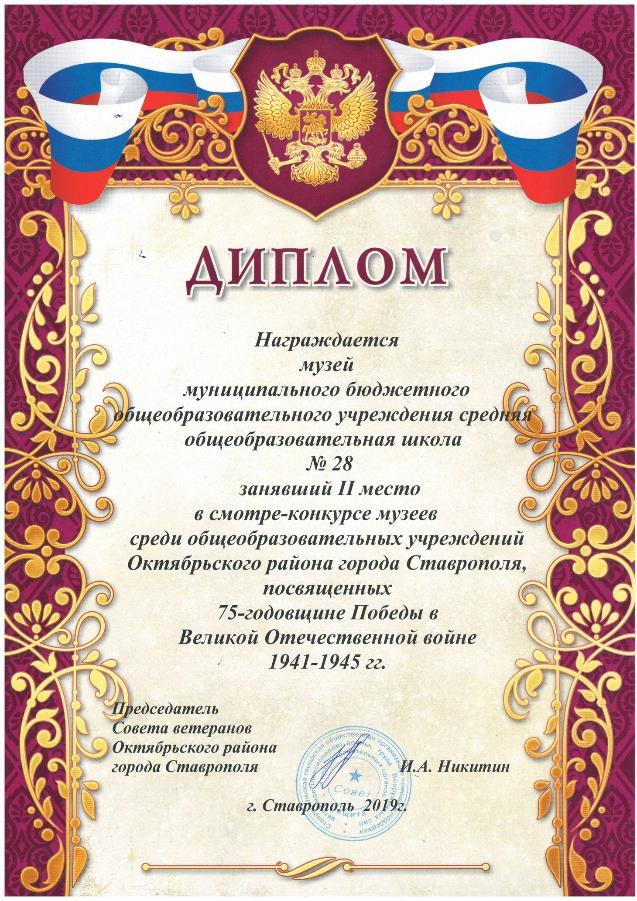 ДИПЛОМ
Награждается
музей
муниципального бюджетного
общеобразовательного учреждения средняя
общеобразовательная школа
№ 28
занявший II место
в смотре-конкурсе музеев
среди общеобразовательных учреждений
Октябрьского района города Ставрополя,
посвященных
75-годовщине Победы в
Великой Отечественной войне
1941-1945 гг.
Председатель
Совета ветеранов
Октябрьского района
города Ставрополя И.А. Никитин
Совет
г. Ставрополь 2019г.